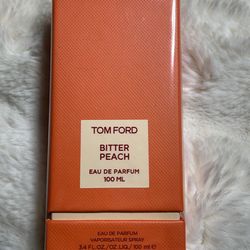 TOM FORD
BITTER
PEACH
EAU DE PARFUM
100 ML
EAU DE PARFUM
VAPORISATEUR SPRAY
3.4 FL.OZ./OZ.LIQ./100 ml ℮